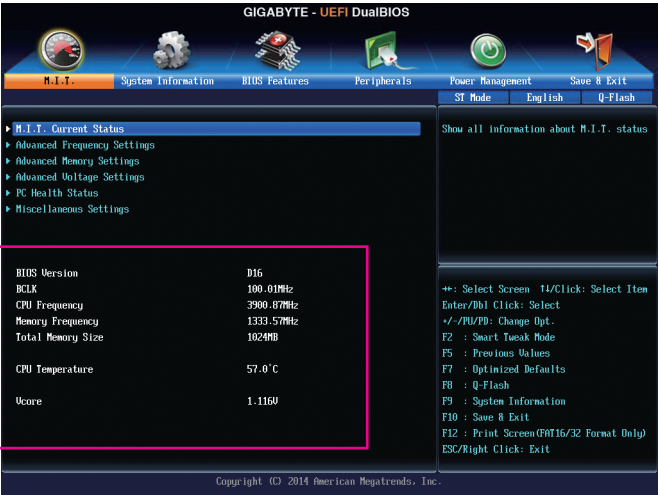 GIGABYTE - UEFI DualBIOS
M.I.T.
System Information
BIOS Features
Peripherals
Power Management
Save & Exit
ST Mode
English
Q-Flash
M.I.T. Current Status
Advanced Frequency Settings
Advanced Memory Settings
Advanced Voltage Settings
PC Health Status
Miscellaneous Settings
Show all information about M.I.T. status
BIOS Version D16
BCLK 100.01MHz
CPU Frequency 3900.87MHz
Memory Frequency 1333.57MHz
Total Memory Size 1024MB
CPU Temperature 57.0°C
Vcore 1.116V
↔: Select Screen ↑↓/Click: Select Item
Enter/Dbl Click: Select
+/-/PU/PD: Change Opt.
F2 : Smart Tweak Mode
F5 : Previous Values
F7 : Optimized Defaults
F8 : Q-Flash
F9 : System Information
F10 : Save & Exit
F12 : Print Screen(FAT16/32 Format Only)
ESC/Right Click: Exit
Copyright (C) 2014 American Megatrends, Inc.